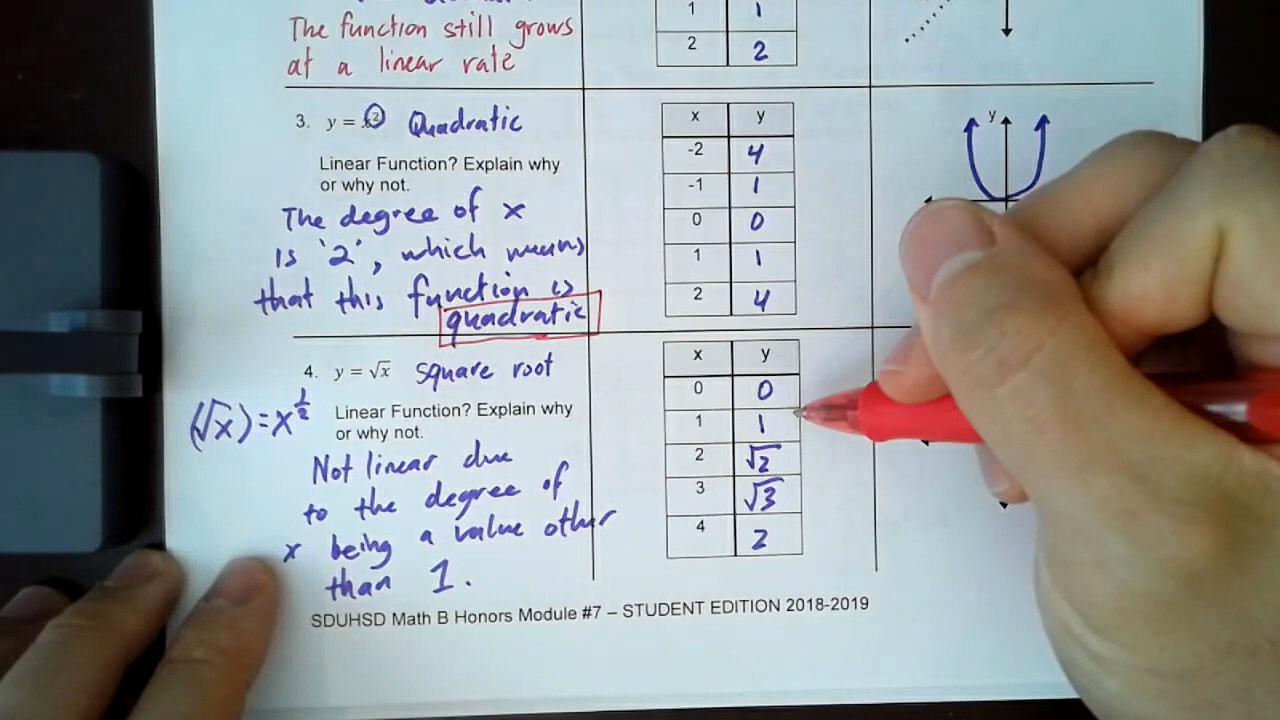 The function still grows
at a linear rate
1 1
2 2
3. y = x² Quadratic
Linear Function? Explain why
or why not.
The degree of x
is '2', which means
that this function is
quadratic
x y
-2 4
-1 1
0 0
1 1
2 4
y
4. y = √x square root
(√x) = x^½
Linear Function? Explain why
or why not.
Not linear due
to the degree of
x being a value other
than 1.
x y
0 0
1 1
2 √2
3 √3
4 2
SDUHSD Math B Honors Module #7 – STUDENT EDITION 2018-2019